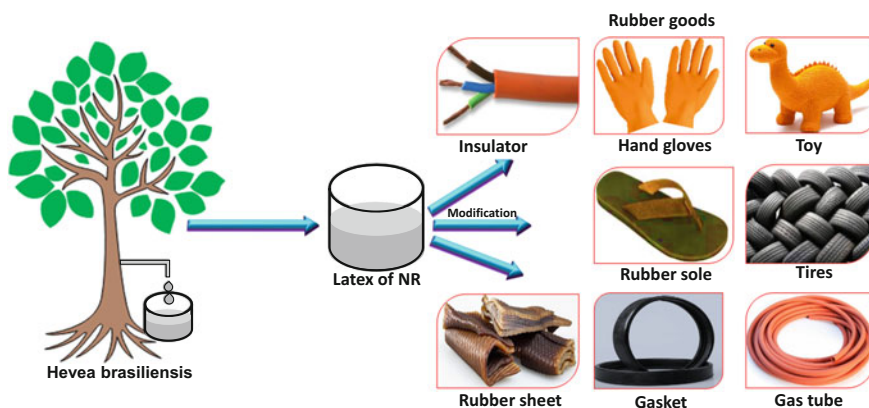 Rubber goods
Insulator
Hand gloves
Toy
Modification
Latex of NR
Rubber sole
Tires
Hevea brasiliensis
Rubber sheet
Gasket
Gas tube